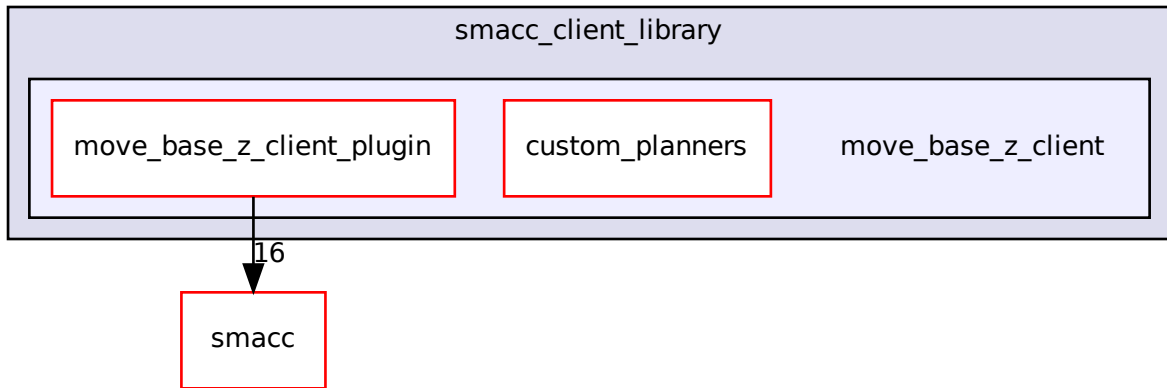 smacc_client_library
move_base_z_client_plugin
custom_planners
move_base_z_client
16
smacc